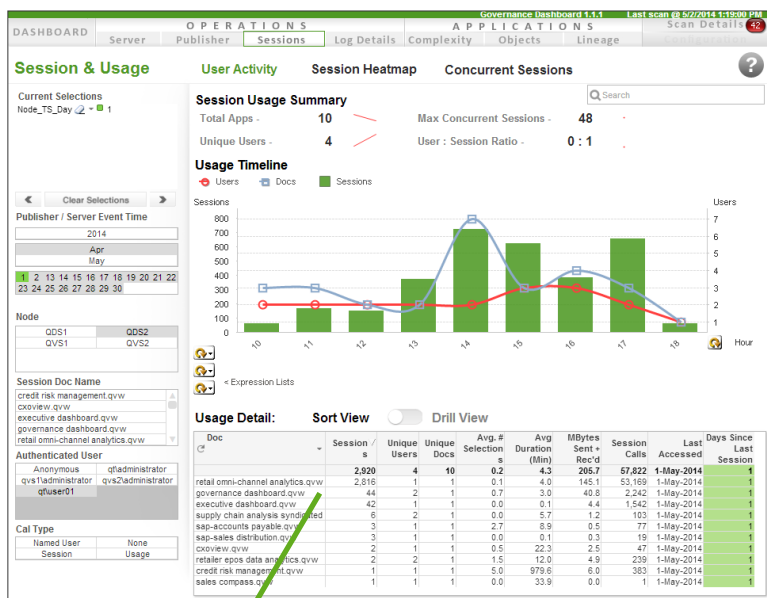 Governance Dashboard 1.1.1 Last scan @ 5/2/2014 1:19:00 PM
DASHBOARD OPERATIONS APPLICATIONS Scan Details 42
Server Publisher Sessions Log Details Complexity Objects Lineage
Session & Usage User Activity Session Heatmap Concurrent Sessions ?
Current Selections
Node_TS_Day 1
Session Usage Summary Search
Total Apps - 10 Max Concurrent Sessions - 48
Unique Users - 4 User : Session Ratio - 0 : 1
Usage Timeline
Users Docs Sessions
Clear Selections
Sessions Users
800 700 600 500 400 300 200 100 0
7 6 5 4 3 2 1
10 11 12 13 14 15 16 17 18 Hour
< Expression Lists
Publisher / Server Event Time
2014
Apr
May
1 2 13 14 15 16 17 18 19 20 21 22
23 24 25 26 27 28 29 30
Node
QDS1 QDS2
QVS1 QVS2
Session Doc Name
credit risk management.qvw
cxoview.qvw
executive dashboard.qvw
governance dashboard.qvw
retail omni-channel analytics.qvw
Authenticated User
Anonymous qt\administrator
qvs1\administrator qvs2\administrator
qt\user01
Cal Type
Named User None
Session Usage
Usage Detail: Sort View Drill View
Doc Session / s Unique Users Unique Docs Avg. # Selection s Avg Duration (Min) MBytes Sent + Rec'd Session Calls Last Accessed Days Since Last Session
2,920 4 10 0.2 4.3 205.7 57,822 1-May-2014 1
retail omni-channel analytics.qvw 2,816 1 1 0.1 4.0 145.1 53,169 1-May-2014 1
governance dashboard.qvw 44 2 1 0.7 3.0 40.8 2,242 1-May-2014 1
executive dashboard.qvw 42 1 1 0.0 0.1 4.4 1,542 1-May-2014 1
supply chain analysis syndicated 6 2 1 0.0 5.7 1.2 103 1-May-2014 1
sap-accounts payable.qvw 3 1 1 2.7 8.9 0.5 77 1-May-2014 1
sap-sales distribution.qvw 3 1 1 0.0 0.1 0.3 19 1-May-2014 1
cxoview.qvw 2 1 1 0.5 22.3 2.5 47 1-May-2014 1
retailer epos data analytics.qvw 2 2 1 1.5 12.0 4.9 239 1-May-2014 1
credit risk management.qvw 1 1 1 5.0 979.6 6.0 383 1-May-2014 1
sales compass.qvw 1 1 1 0.0 33.9 0.0 1 1-May-2014 1